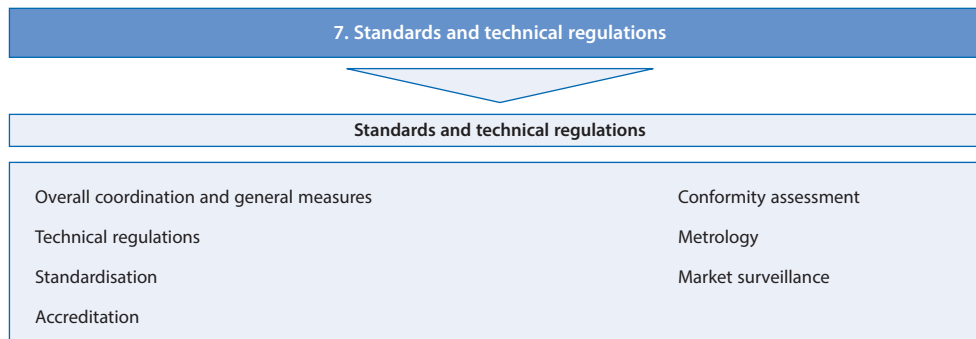 7. Standards and technical regulations
Standards and technical regulations
Overall coordination and general measures
Technical regulations
Standardisation
Accreditation
Conformity assessment
Metrology
Market surveillance